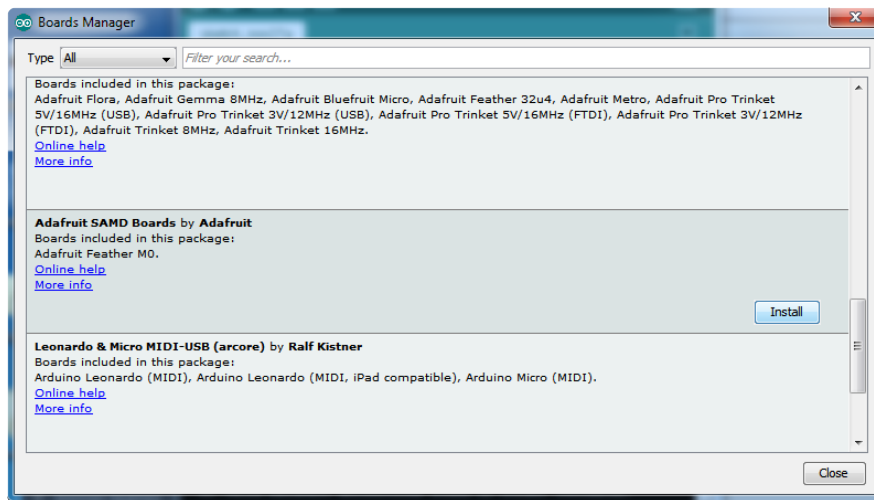 Boards Manager
Type All Filter your search...
Boards included in this package:
Adafruit Flora, Adafruit Gemma 8MHz, Adafruit Bluefruit Micro, Adafruit Feather 32u4, Adafruit Metro, Adafruit Pro Trinket
5V/16MHz (USB), Adafruit Pro Trinket 3V/12MHz (USB), Adafruit Pro Trinket 5V/16MHz (FTDI), Adafruit Pro Trinket 3V/12MHz
(FTDI), Adafruit Trinket 8MHz, Adafruit Trinket 16MHz.
Online help
More info
Adafruit SAMD Boards by Adafruit
Boards included in this package:
Adafruit Feather M0.
Online help
More info
Install
Leonardo & Micro MIDI-USB (arcore) by Ralf Kistner
Boards included in this package:
Arduino Leonardo (MIDI), Arduino Leonardo (MIDI, iPad compatible), Arduino Micro (MIDI).
Online help
More info
Close